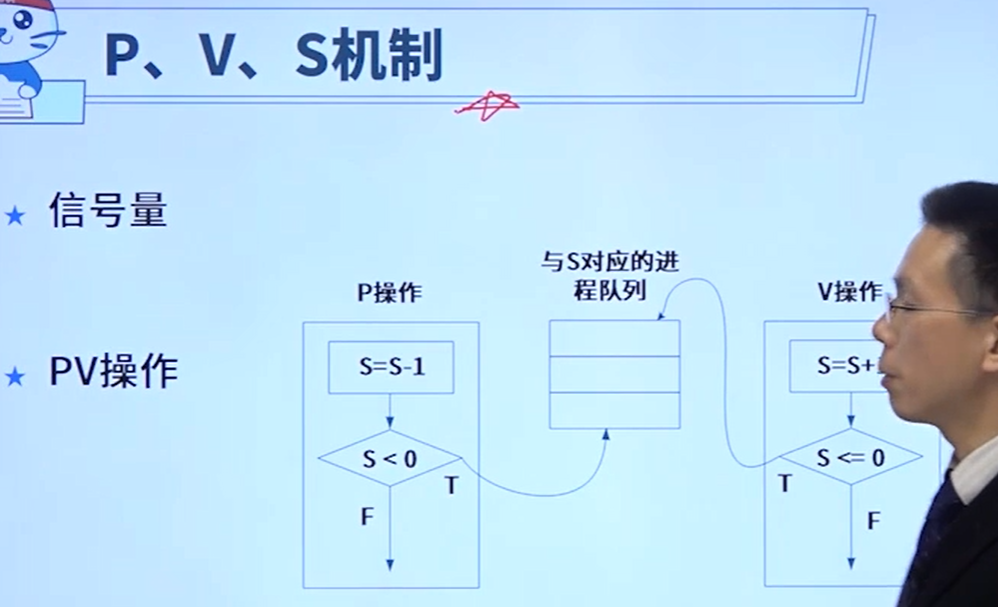 P、V、S机制
★ 信号量
与S对应的进
程队列
P操作
V操作
★ PV操作
S=S-1
S=S+
S < 0
S <= 0
T
T
F
F